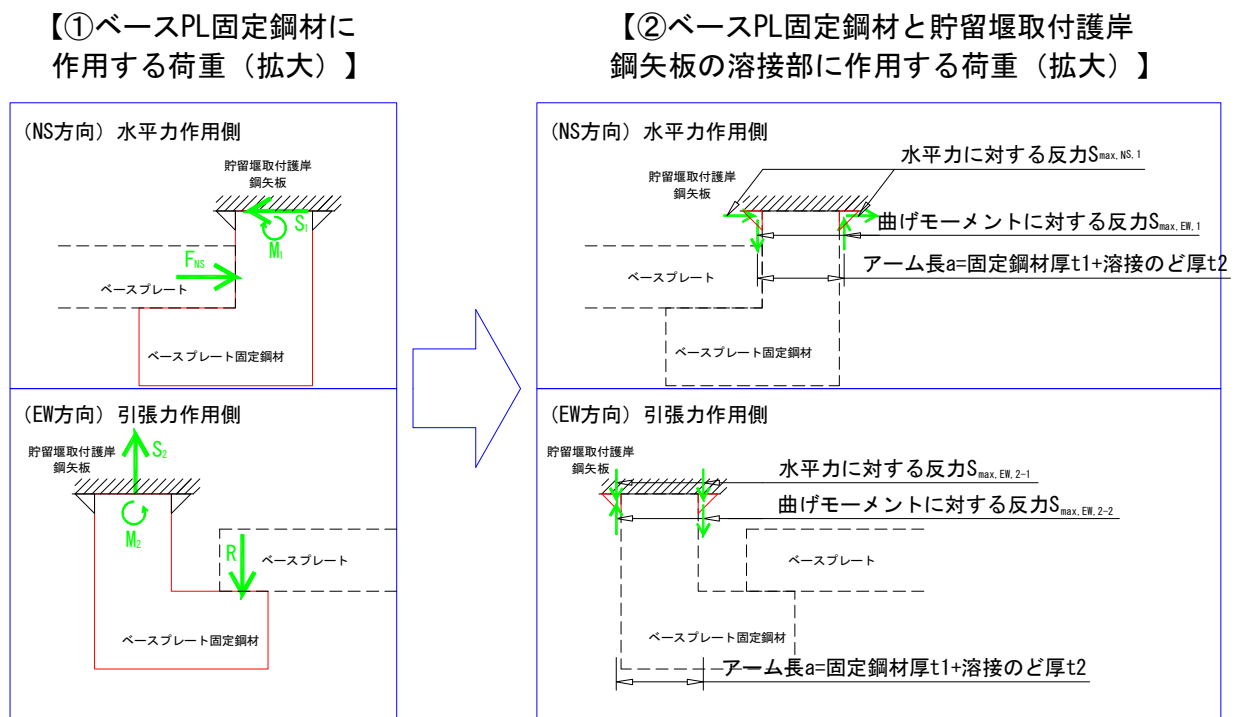 【①ベースPL固定鋼材に
作用する荷重（拡大）】
【②ベースPL固定鋼材と貯留堰取付護岸
鋼矢板の溶接部に作用する荷重（拡大）】
(NS方向) 水平力作用側
貯留堰取付護岸
鋼矢板
S1
M1
FNS
ベースプレート
ベースプレート固定鋼材
(EW方向) 引張力作用側
貯留堰取付護岸
鋼矢板
S2
M2
R
ベースプレート
ベースプレート固定鋼材
(NS方向) 水平力作用側
水平力に対する反力Smax,NS,1
貯留堰取付護岸
鋼矢板
曲げモーメントに対する反力Smax,EW,1
アーム長a=固定鋼材厚t1+溶接のど厚t2
ベースプレート
ベースプレート固定鋼材
(EW方向) 引張力作用側
貯留堰取付護岸
鋼矢板
水平力に対する反力Smax,EW,2-1
曲げモーメントに対する反力Smax,EW,2-2
ベースプレート
ベースプレート固定鋼材
アーム長a=固定鋼材厚t1+溶接のど厚t2